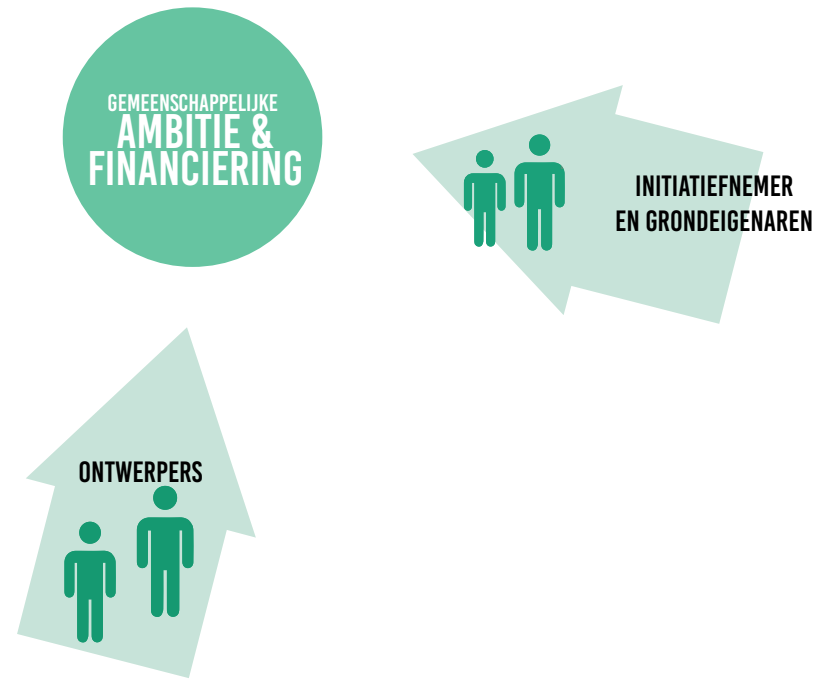 GEMEENSCHAPPELIJKE
AMBITIE &
FINANCIERING
INITIATIEFNEMER
EN GRONDEIGENAREN
ONTWERPERS